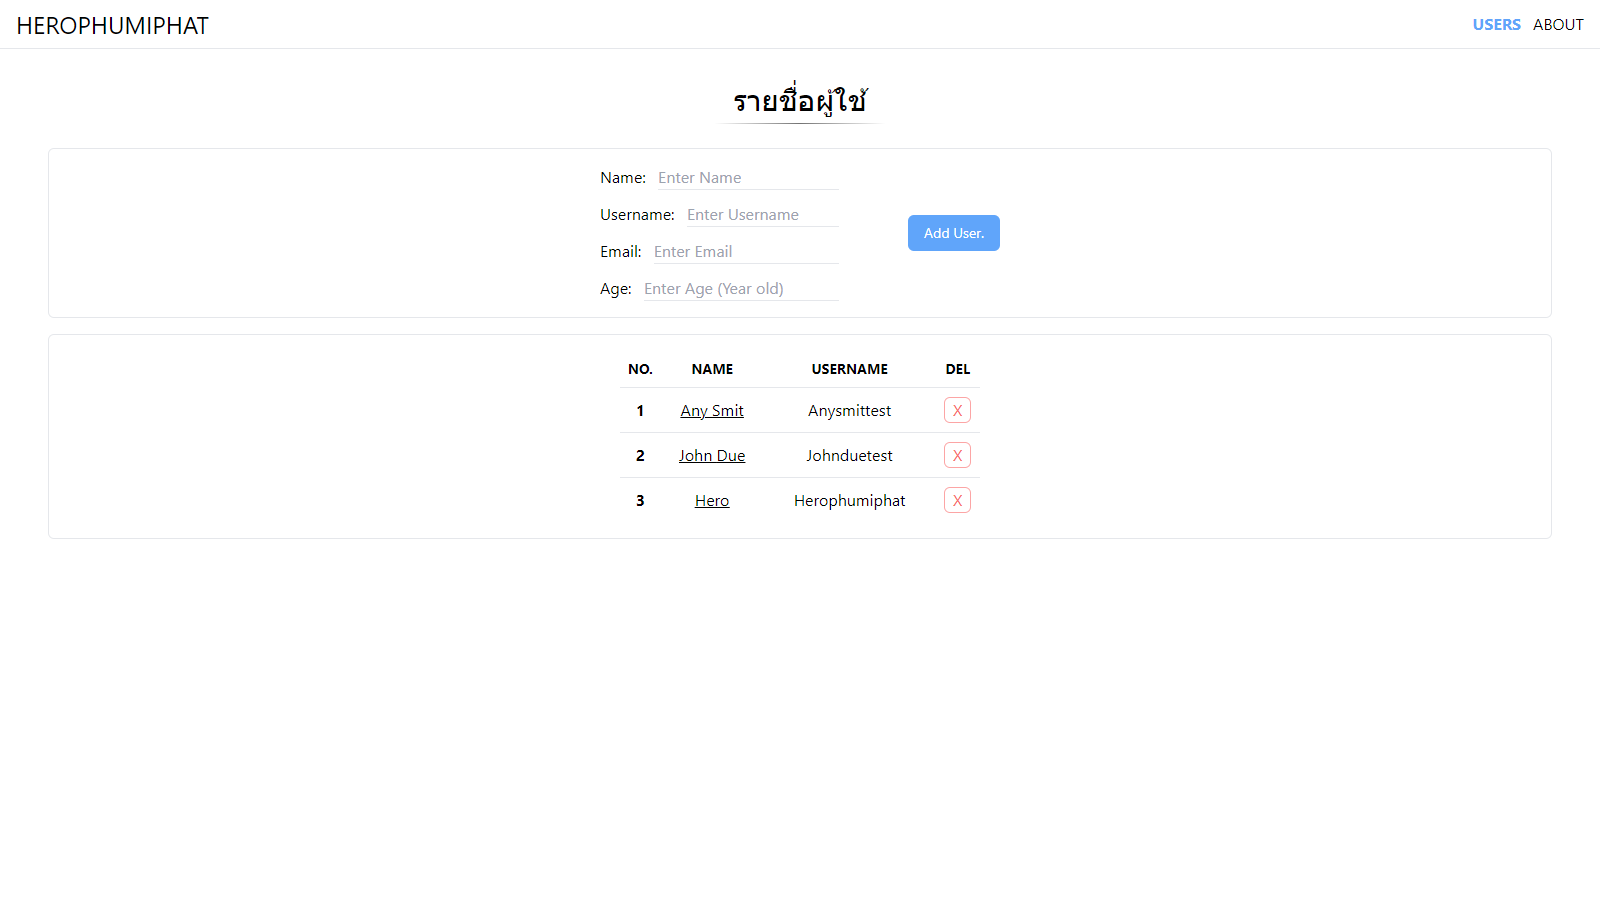 HEROPHUMIPHAT
USERS ABOUT
รายชื่อผู้ใช้
Name: Enter Name
Username: Enter Username
Email: Enter Email
Age: Enter Age (Year old)
Add User.
NO. NAME USERNAME DEL
1 Any Smit Anysmittest X
2 John Due Johnduetest X
3 Hero Herophumiphat X